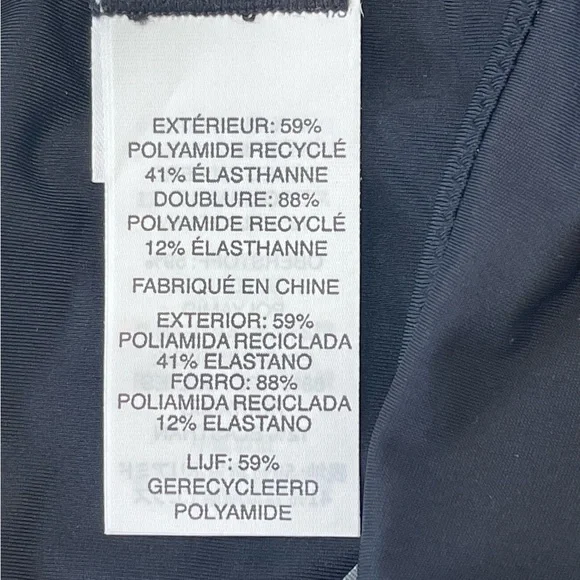 EXTÉRIEUR: 59%
POLYAMIDE RECYCLÉ
41% ÉLASTHANNE
DOUBLURE: 88%
POLYAMIDE RECYCLÉ
12% ÉLASTHANNE
FABRIQUÉ EN CHINE
EXTERIOR: 59%
POLIAMIDA RECICLADA
41% ELASTANO
FORRO: 88%
POLIAMIDA RECICLADA
12% ELASTANO
LIJF: 59%
GERECYCLEERD
POLYAMIDE